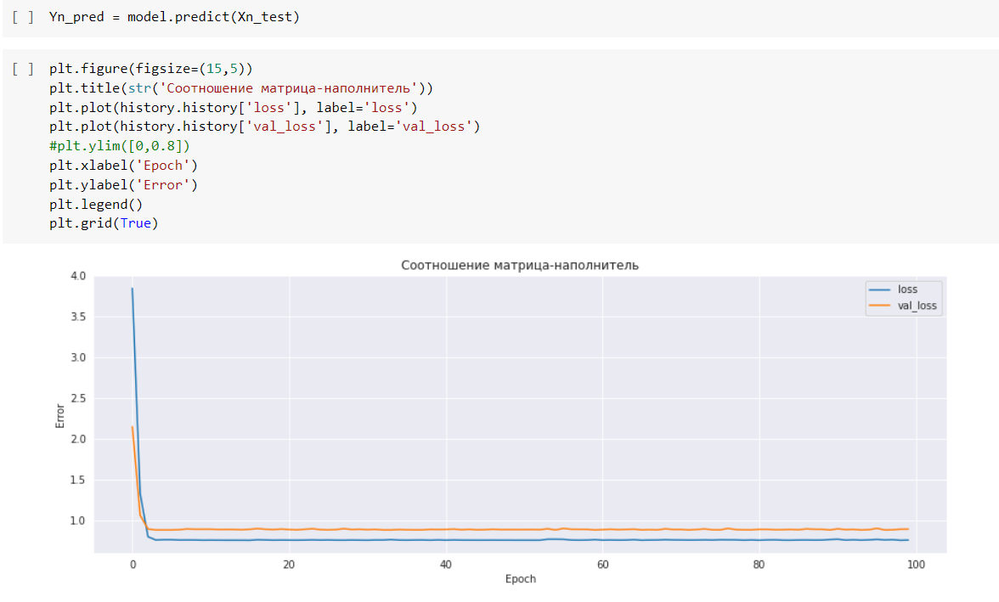 [ ] Yn_pred = model.predict(Xn_test)
[ ] plt.figure(figsize=(15,5))
plt.title(str('Соотношение матрица-наполнитель'))
plt.plot(history.history['loss'], label='loss')
plt.plot(history.history['val_loss'], label='val_loss')
#plt.ylim([0,0.8])
plt.xlabel('Epoch')
plt.ylabel('Error')
plt.legend()
plt.grid(True)
Соотношение матрица-наполнитель
loss
val_loss
4.0
3.5
3.0
2.5
2.0
1.5
1.0
Error
0 20 40 60 80 100
Epoch